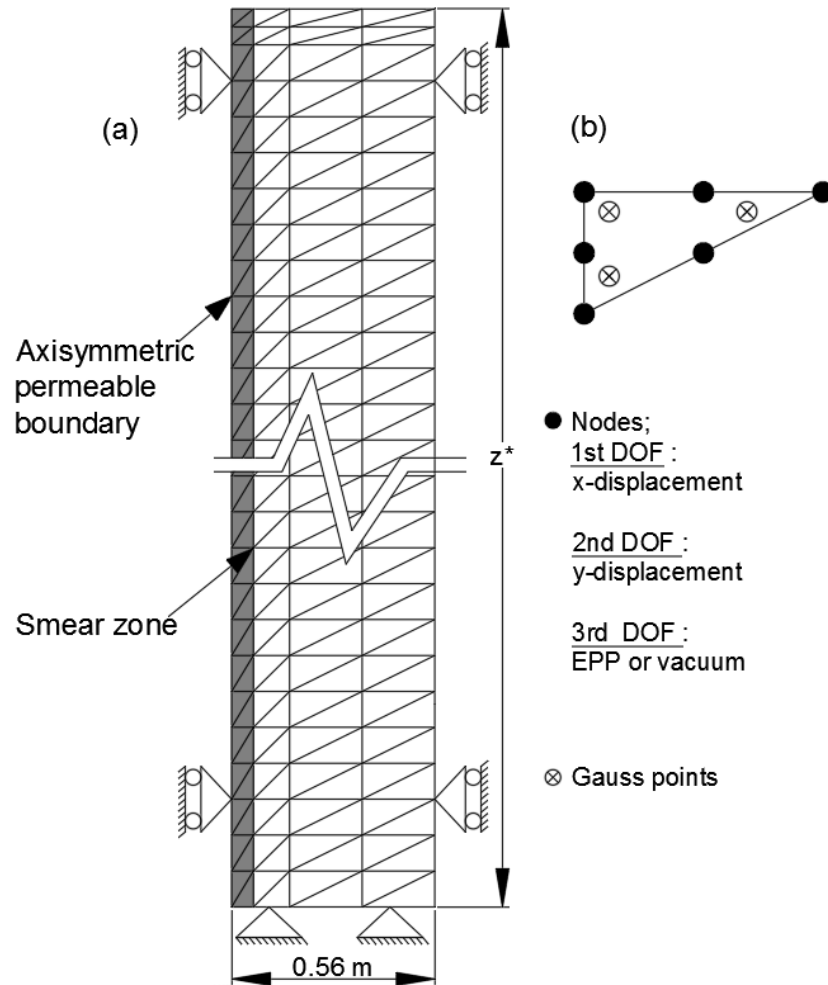 (a)
(b)
Axisymmetric
permeable
boundary
Smear zone
z*
0.56 m
Nodes;
1st DOF :
x-displacement
2nd DOF :
y-displacement
3rd DOF :
EPP or vacuum
Gauss points